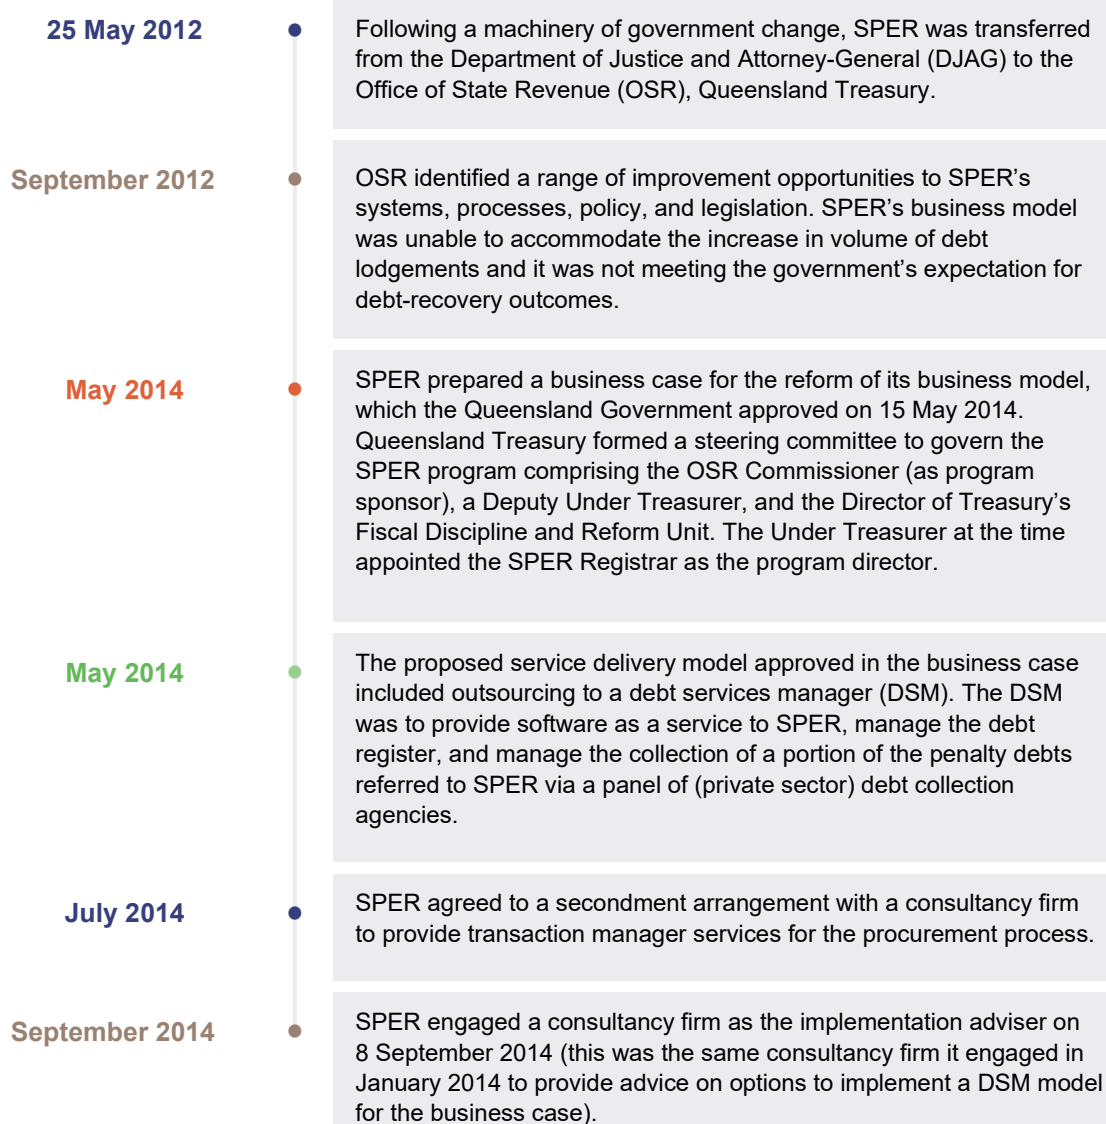 25 May 2012
Following a machinery of government change, SPER was transferred
from the Department of Justice and Attorney-General (DJAG) to the
Office of State Revenue (OSR), Queensland Treasury.
September 2012
OSR identified a range of improvement opportunities to SPER’s
systems, processes, policy, and legislation. SPER’s business model
was unable to accommodate the increase in volume of debt
lodgements and it was not meeting the government’s expectation for
debt-recovery outcomes.
May 2014
SPER prepared a business case for the reform of its business model,
which the Queensland Government approved on 15 May 2014.
Queensland Treasury formed a steering committee to govern the
SPER program comprising the OSR Commissioner (as program
sponsor), a Deputy Under Treasurer, and the Director of Treasury’s
Fiscal Discipline and Reform Unit. The Under Treasurer at the time
appointed the SPER Registrar as the program director.
May 2014
The proposed service delivery model approved in the business case
included outsourcing to a debt services manager (DSM). The DSM
was to provide software as a service to SPER, manage the debt
register, and manage the collection of a portion of the penalty debts
referred to SPER via a panel of (private sector) debt collection
agencies.
July 2014
SPER agreed to a secondment arrangement with a consultancy firm
to provide transaction manager services for the procurement process.
September 2014
SPER engaged a consultancy firm as the implementation adviser on
8 September 2014 (this was the same consultancy firm it engaged in
January 2014 to provide advice on options to implement a DSM model
for the business case).